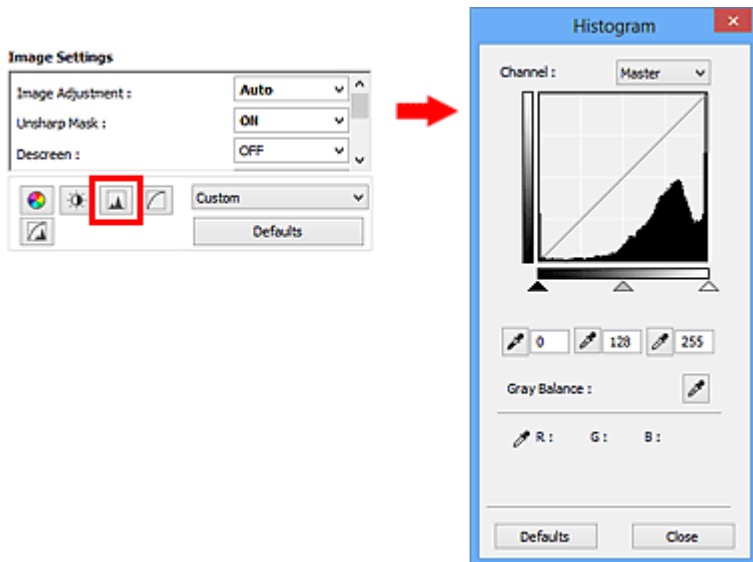 Image Settings
Image Adjustment : Auto
Unsharp Mask : ON
Descreen : OFF
Custom
Defaults
Histogram
Channel : Master
0 128 255
Gray Balance :
R : G : B :
Defaults Close